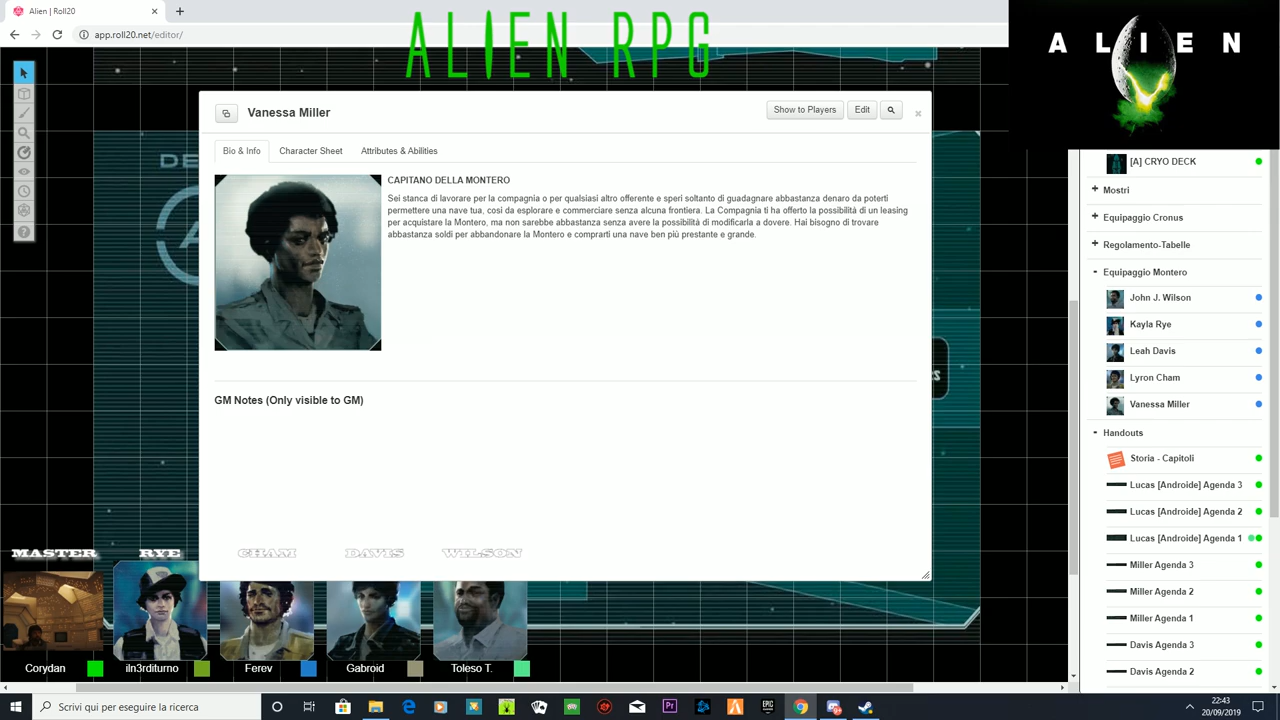 Alien | Roll20
app.roll20.net/editor/
ALIEN RPG
ALIEN
Vanessa Miller
Show to Players
Edit
Bio & Info
Character Sheet
Attributes & Abilities
CAPITANO DELLA MONTERO
Sei stanca di lavorare per la compagnia o per qualsiasi altro offerente e speri soltanto di guadagnare abbastanza denaro da poterti
permettere una nave tua, cosi da esplorare e commerciare senza alcuna frontiera. La Compagnia ti ha offerto la possibilità di un leasing
per acquistare la Montero, ma non sarebbe abbastanza senza avere la possibilità di modificarla a dovere. Hai bisogno di trovare
abbastanza soldi per abbandonare la Montero e comprarti una nave ben più prestante e grande.
GM Notes (Only visible to GM)
[A] CRYO DECK
Mostri
Equipaggio Cronus
Regolamento-Tabelle
Equipaggio Montero
John J. Wilson
Kayla Rye
Leah Davis
Lyron Cham
Vanessa Miller
Handouts
Storia - Capitoli
Lucas [Androide] Agenda 3
Lucas [Androide] Agenda 2
Lucas [Androide] Agenda 1
Miller Agenda 3
Miller Agenda 2
Miller Agenda 1
Davis Agenda 3
Davis Agenda 2
MASTER
RYE
CHAM
DAVIS
WILSON
Corydan
iln3rditurno
Ferev
Gabroid
Toleso T.
Scrivi qui per eseguire la ricerca
22:43
20/09/2019